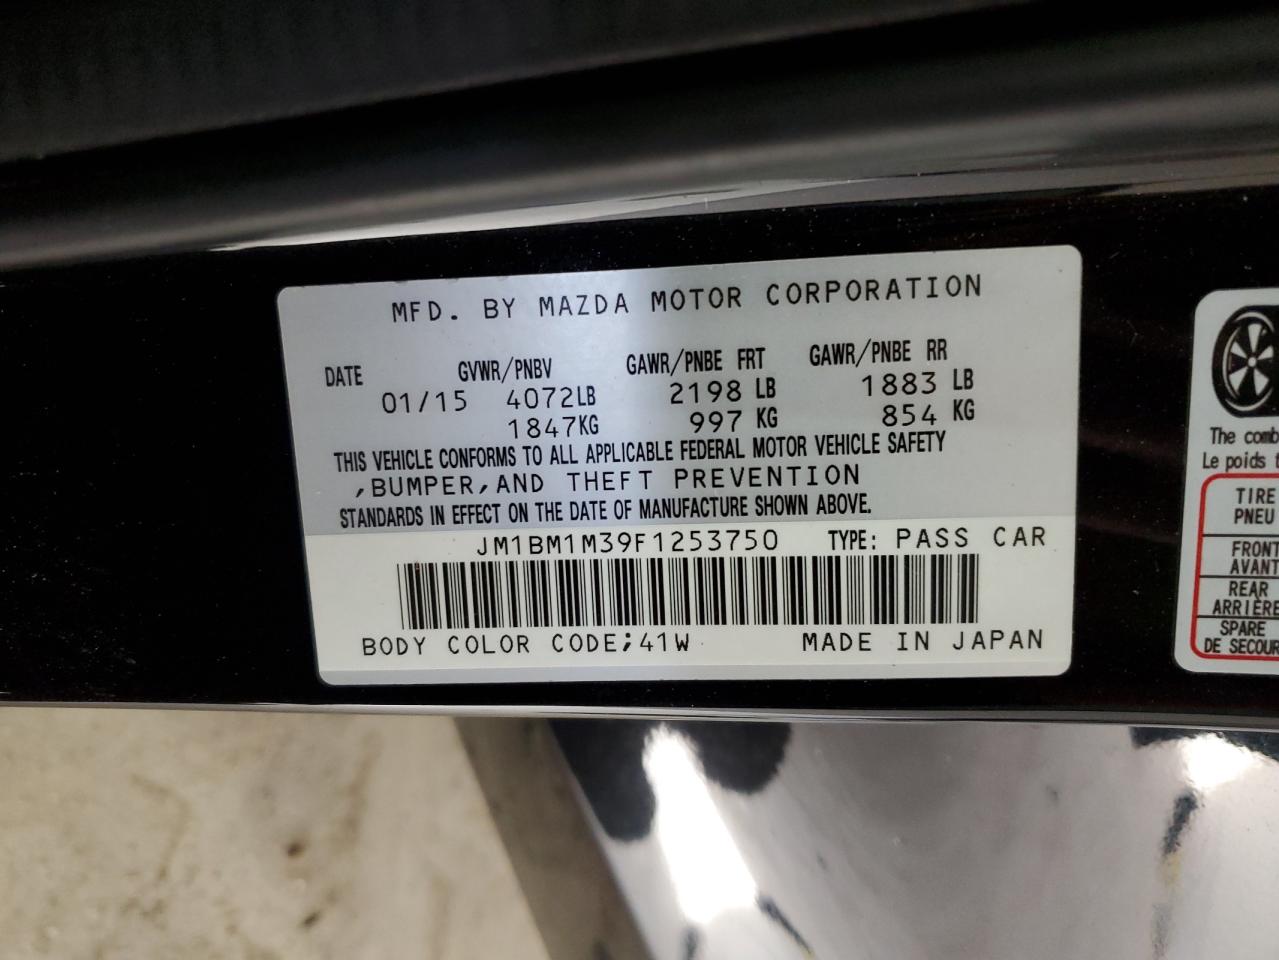 MFD. BY MAZDA MOTOR CORPORATION
DATE GVWR/PNBV GAWR/PNBE FRT GAWR/PNBE RR
01/15 4072LB 2198 LB 1883 LB
1847KG 997 KG 854 KG
THIS VEHICLE CONFORMS TO ALL APPLICABLE FEDERAL MOTOR VEHICLE SAFETY
,BUMPER,AND THEFT PREVENTION
STANDARDS IN EFFECT ON THE DATE OF MANUFACTURE SHOWN ABOVE.
JM1BM1M39F1253750 TYPE: PASS CAR
BODY COLOR CODE;41W MADE IN JAPAN
The
Le poids
TIRE
PNEU
FRONT
AVANT
REAR
ARRIÈRE
SPARE
DE